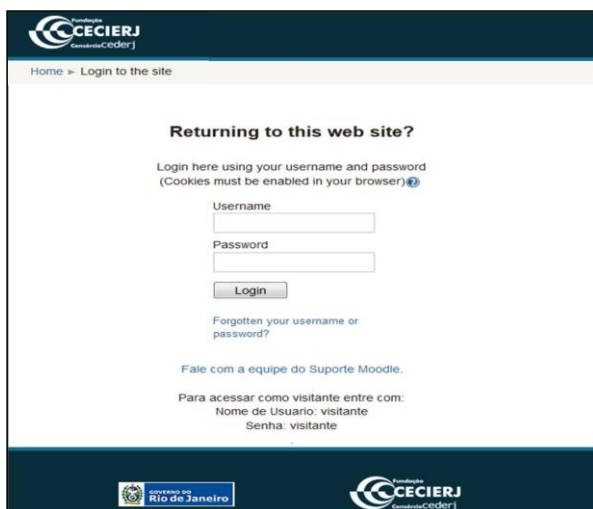 Fundação
CECIERJ
Consórcio Cederj
Home ► Login to the site
Returning to this web site?
Login here using your username and password
(Cookies must be enabled in your browser)
Username
Password
Login
Forgotten your username or
password?
Fale com a equipe do Suporte Moodle.
Para acessar como visitante entre com:
Nome de Usuario: visitante
Senha: visitante
.
GOVERNO DO
Rio de Janeiro
Fundação
CECIERJ
Consórcio Cederj